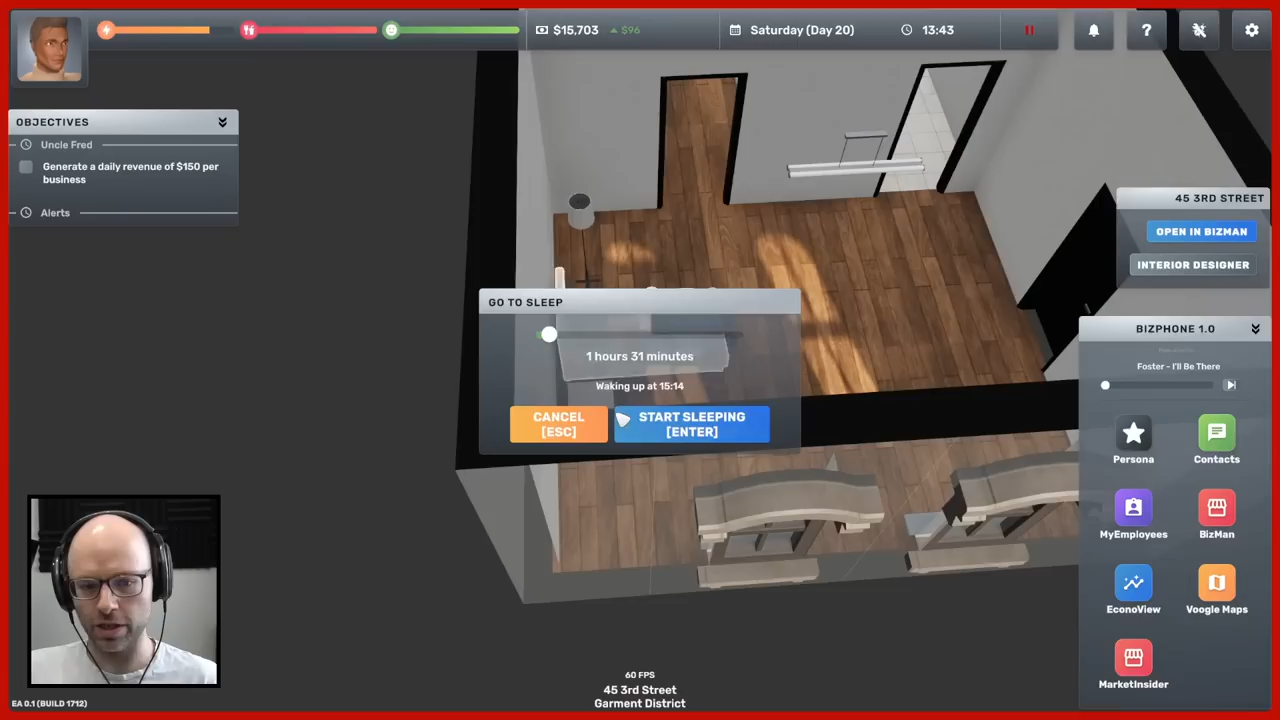 $15,703 $96
Saturday (Day 20)
13:43
?
OBJECTIVES
Uncle Fred
Generate a daily revenue of $150 per
business
Alerts
45 3RD STREET
OPEN IN BIZMAN
INTERIOR DESIGNER
GO TO SLEEP
1 hours 31 minutes
Waking up at 15:14
CANCEL
[ESC]
START SLEEPING
[ENTER]
BIZPHONE 1.0
Foster - I'll Be There
Persona
Contacts
MyEmployees
BizMan
EconoView
Voogle Maps
MarketInsider
60 FPS
45 3rd Street
Garment District
EA 0.1 (BUILD 1712)